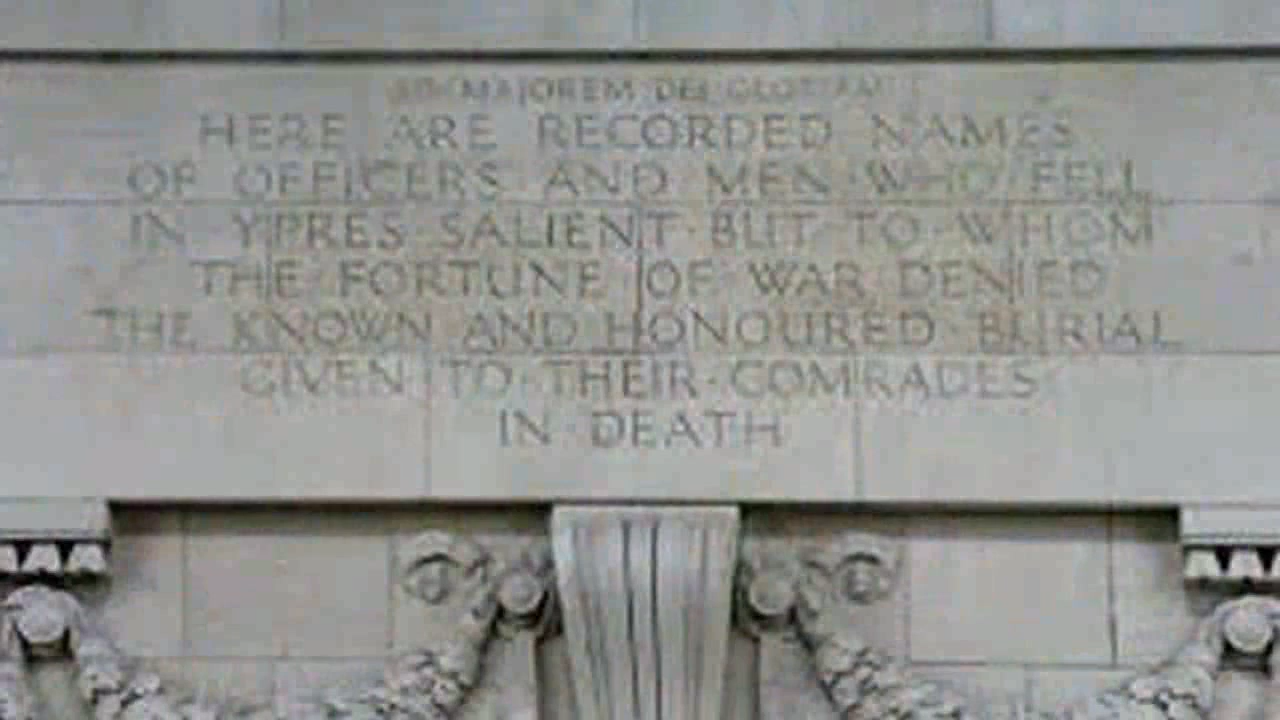 AD MAJOREM DEI GLORIAM
HERE ARE RECORDED NAMES
OF OFFICERS AND MEN WHO FELL
IN YPRES SALIENT BUT TO WHOM
THE FORTUNE OF WAR DENIED
THE KNOWN AND HONOURED BURIAL
GIVEN TO THEIR COMRADES
IN DEATH